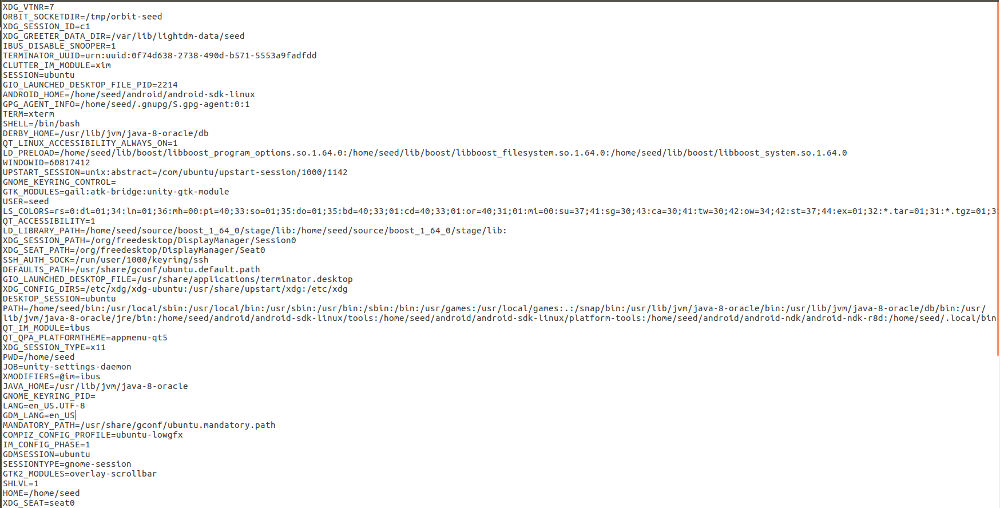 XDG_VTNR=7
ORBIT_SOCKETDIR=/tmp/orbit-seed
XDG_SESSION_ID=c1
XDG_GREETER_DATA_DIR=/var/lib/lightdm-data/seed
IBUS_DISABLE_SNOOPER=1
TERMINATOR_UUID=urn:uuid:0f74d638-2738-490d-b571-5553a9fadfdd
CLUTTER_IM_MODULE=xim
SESSION=ubuntu
GIO_LAUNCHED_DESKTOP_FILE_PID=2214
ANDROID_HOME=/home/seed/android/android-sdk-linux
GPG_AGENT_INFO=/home/seed/.gnupg/S.gpg-agent:0:1
TERM=xterm
SHELL=/bin/bash
DERBY_HOME=/usr/lib/jvm/java-8-oracle/db
QT_LINUX_ACCESSIBILITY_ALWAYS_ON=1
LD_PRELOAD=/home/seed/lib/boost/libboost_program_options.so.1.64.0:/home/seed/lib/boost/libboost_filesystem.so.1.64.0:/home/seed/lib/boost/libboost_system.so.1.64.0
WINDOWID=60817412
UPSTART_SESSION=unix:abstract=/com/ubuntu/upstart-session/1000/1142
GNOME_KEYRING_CONTROL=
GTK_MODULES=gail:atk-bridge:unity-gtk-module
USER=seed
LS_COLORS=rs=0:di=01;34:ln=01;36:mh=00:pi=40;33:so=01;35:do=01;35:bd=40;33;01:cd=40;33;01:or=40;31;01:mi=00:su=37;41:sg=30;43:ca=30;41:tw=30;42:ow=34;42:st=37;44:ex=01;32:*.tar=01;31:*.tgz=01;3
QT_ACCESSIBILITY=1
LD_LIBRARY_PATH=/home/seed/source/boost_1_64_0/stage/lib:/home/seed/source/boost_1_64_0/stage/lib:
XDG_SESSION_PATH=/org/freedesktop/DisplayManager/Session0
XDG_SEAT_PATH=/org/freedesktop/DisplayManager/Seat0
SSH_AUTH_SOCK=/run/user/1000/keyring/ssh
DEFAULTS_PATH=/usr/share/gconf/ubuntu.default.path
GIO_LAUNCHED_DESKTOP_FILE=/usr/share/applications/terminator.desktop
XDG_CONFIG_DIRS=/etc/xdg/xdg-ubuntu:/usr/share/upstart/xdg:/etc/xdg
DESKTOP_SESSION=ubuntu
PATH=/home/seed/bin:/usr/local/sbin:/usr/local/bin:/usr/sbin:/usr/bin:/sbin:/bin:/usr/games:/usr/local/games:.:/snap/bin:/usr/lib/jvm/java-8-oracle/bin:/usr/lib/jvm/java-8-oracle/db/bin:/usr/
lib/jvm/java-8-oracle/jre/bin:/home/seed/android/android-sdk-linux/tools:/home/seed/android/android-sdk-linux/platform-tools:/home/seed/android/android-ndk/android-ndk-r8d:/home/seed/.local/bin
QT_IM_MODULE=ibus
QT_QPA_PLATFORMTHEME=appmenu-qt5
XDG_SESSION_TYPE=x11
PWD=/home/seed
JOB=unity-settings-daemon
XMODIFIERS=@im=ibus
JAVA_HOME=/usr/lib/jvm/java-8-oracle
GNOME_KEYRING_PID=
LANG=en_US.UTF-8
GDM_LANG=en_US
MANDATORY_PATH=/usr/share/gconf/ubuntu.mandatory.path
COMPIZ_CONFIG_PROFILE=ubuntu-lowgfx
IM_CONFIG_PHASE=1
GDMSESSION=ubuntu
SESSIONTYPE=gnome-session
GTK2_MODULES=overlay-scrollbar
SHLVL=1
HOME=/home/seed
XDG_SEAT=seat0